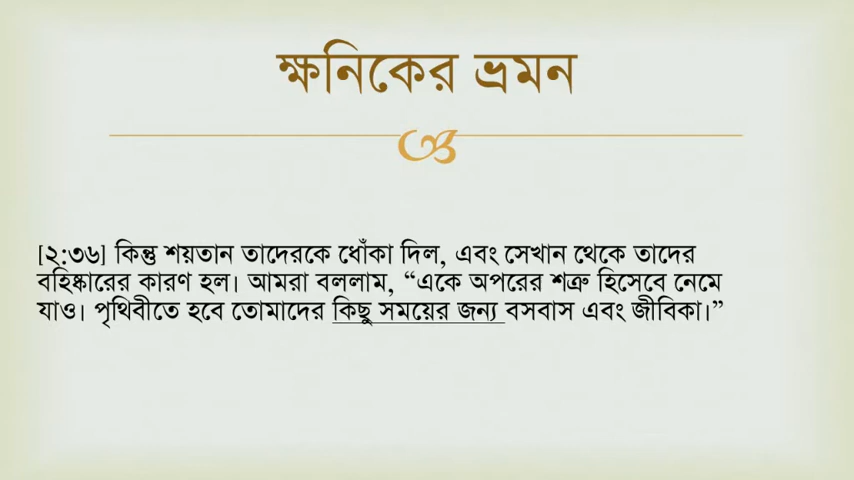 ক্ষনিকের ভ্রমন
[২:৩৬] কিন্তু শয়তান তাদেরকে ধোঁকা দিল, এবং সেখান থেকে তাদের
বহিষ্কারের কারণ হল। আমরা বললাম, “একে অপরের শত্রু হিসেবে নেমে
যাও। পৃথিবীতে হবে তোমাদের কিছু সময়ের জন্য বসবাস এবং জীবিকা।”